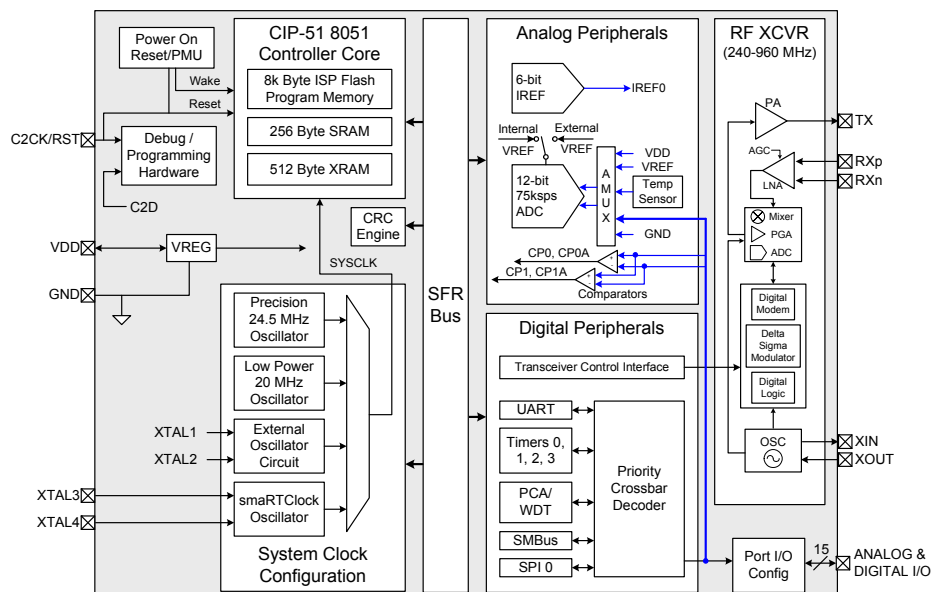 Power On
Reset/PMU
Wake
Reset
C2CK/RST
Debug /
Programming
Hardware
C2D
VDD
VREG
GND
CIP-51 8051
Controller Core
8k Byte ISP Flash
Program Memory
256 Byte SRAM
512 Byte XRAM
CRC
Engine
SYSCLK
Precision
24.5 MHz
Oscillator
Low Power
20 MHz
Oscillator
XTAL1
XTAL2
External
Oscillator
Circuit
XTAL3
XTAL4
smaRTClock
Oscillator
System Clock
Configuration
SFR
Bus
Analog Peripherals
6-bit
IREF
IREF0
Internal
VREF
External
VREF
12-bit
75ksps
ADC
A
M
U
X
VDD
VREF
Temp
Sensor
GND
CP0, CP0A
+
-
CP1, CP1A
+
-
Comparators
Digital Peripherals
Transceiver Control Interface
UART
Timers 0,
1, 2, 3
PCA/
WDT
SMBus
SPI 0
Priority
Crossbar
Decoder
RF XCVR
(240-960 MHz)
PA
TX
AGC
LNA
RXp
RXn
Mixer
PGA
ADC
Digital
Modem
Delta
Sigma
Modulator
Digital
Logic
OSC
XIN
XOUT
Port I/O
Config
15
ANALOG &
DIGITAL I/O